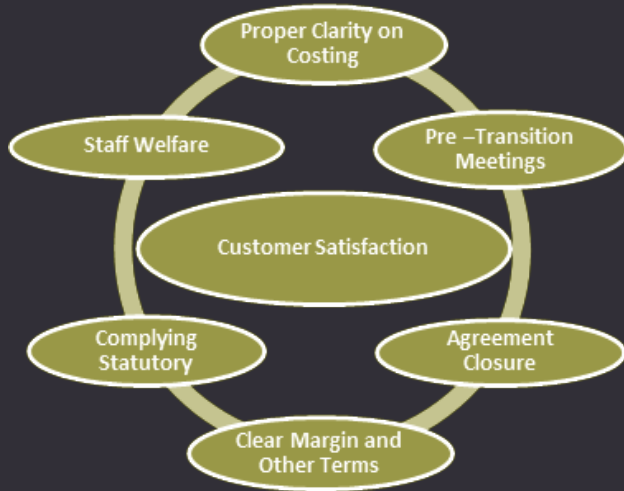 Proper Clarity on
Costing
Staff Welfare
Pre –Transition
Meetings
Customer Satisfaction
Complying
Statutory
Agreement
Closure
Clear Margin and
Other Terms